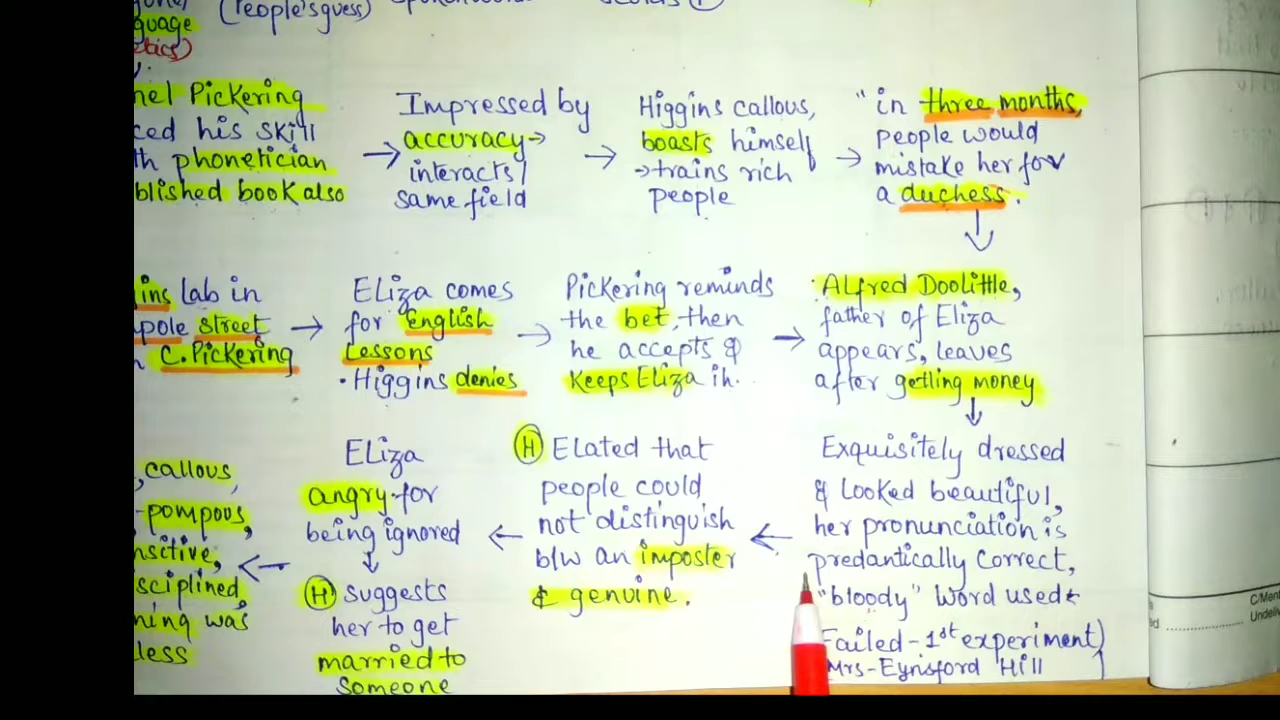 guage
(People's guess)
etics)
nel Pickering
ced his skill
th phonetician
blished book also
Impressed by
accuracy→
interacts/
same field
Higgins callous,
boasts himself
→trains rich
people
"in three months,
people would
mistake her for
a duchess.
ins lab in
pole street
C.Pickering
Eliza comes
for English
Lessons
•Higgins denies
Pickering reminds
the bet, then
he accepts &
Keeps Eliza in.
Alfred Doolittle,
father of Eliza
appears, leaves
after getling money
Exquisitely dressed
& Looked beautiful,
her pronunciation is
predantically correct,
"bloody" word used
Failed-1st experiment)
Mrs-Eynsford Hill
(H) Elated that
people could
not distinguish
b/w an imposter
& genuine.
Eliza
angry for
being ignored
(H) suggests
her to get
married to
someone
, callous,
-pompous,
nsitive,
sciplined
ning was
less
C/Ment
Undeliv